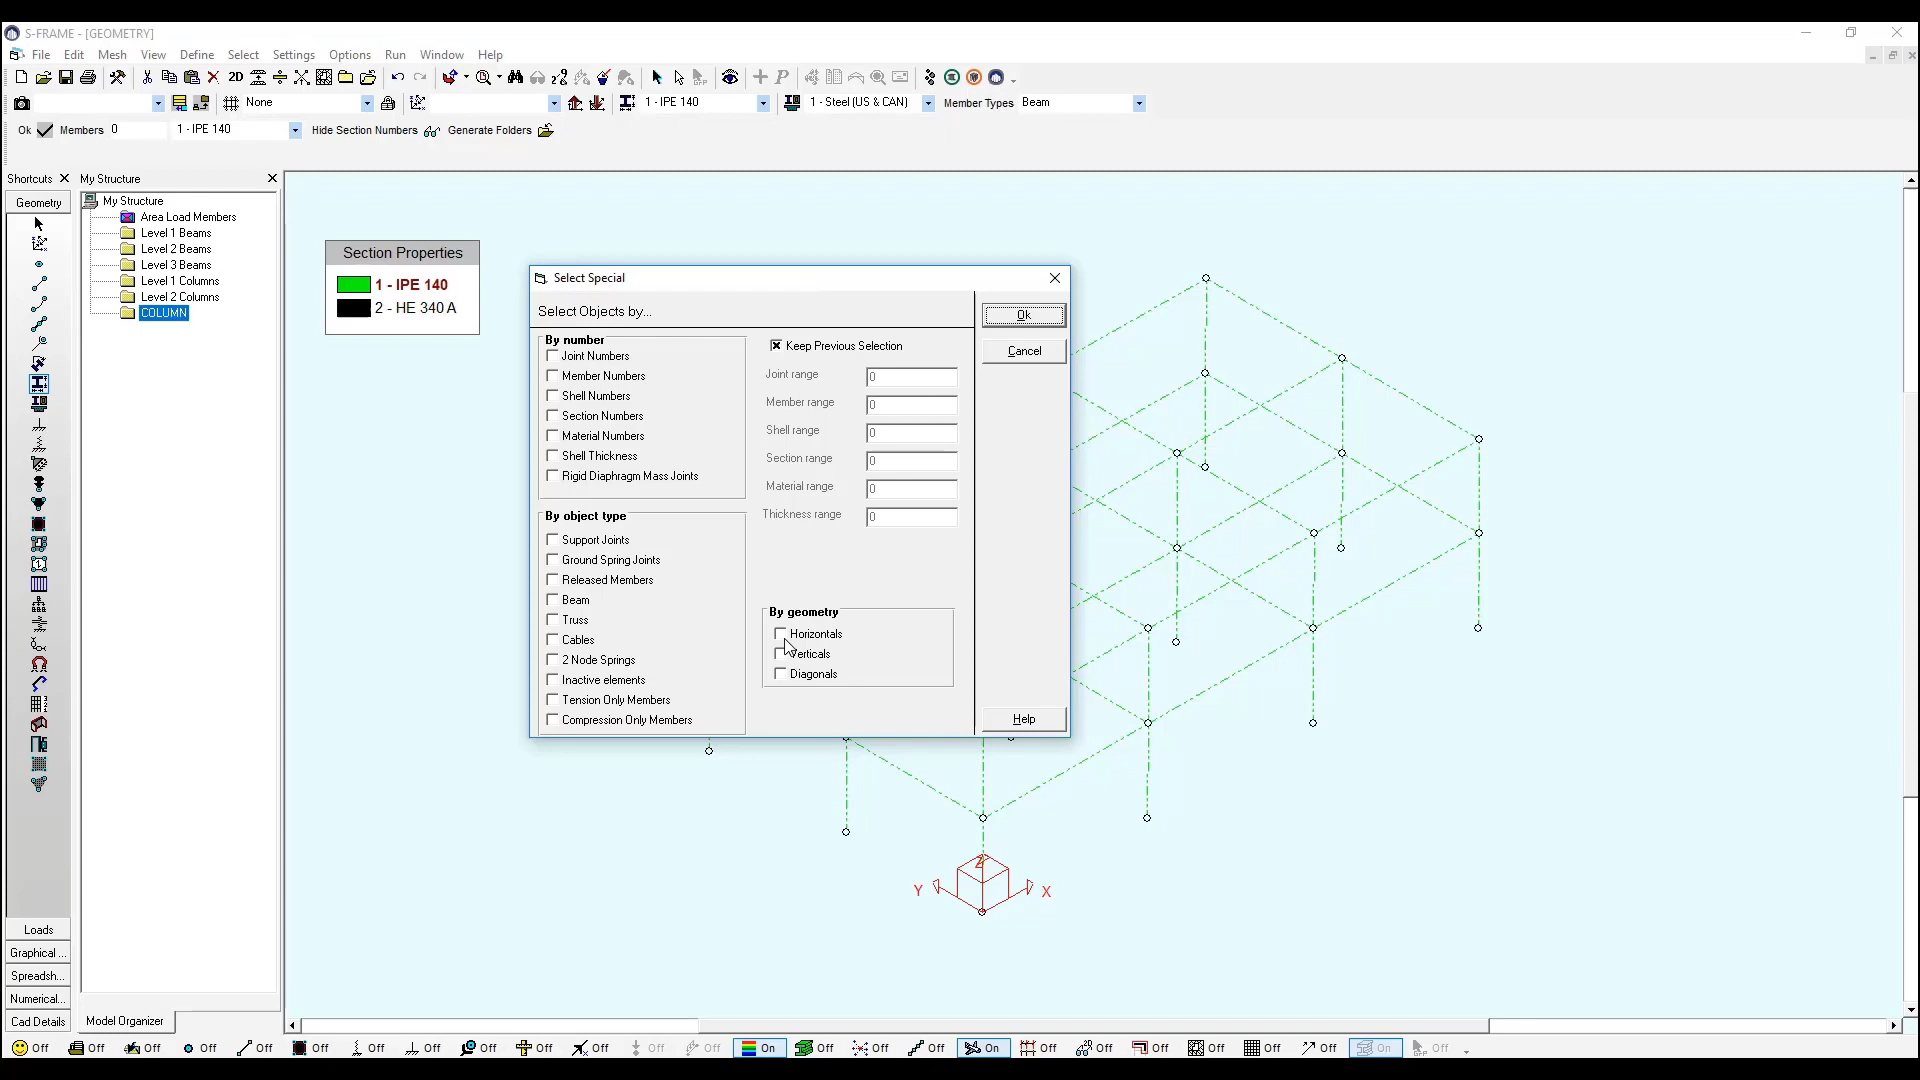 S-FRAME - [GEOMETRY]
File Edit Mesh View Define Select Settings Options Run Window Help
2D
None 1 - IPE 140 1 - Steel (US & CAN) Member Types Beam
Ok Members 0 1 - IPE 140 Hide Section Numbers Generate Folders
Shortcuts My Structure
Geometry
My Structure
Area Load Members
Level 1 Beams
Level 2 Beams
Level 3 Beams
Level 1 Columns
Level 2 Columns
COLUMN
Section Properties
1 - IPE 140
2 - HE 340 A
Select Special
Select Objects by...
Ok
Cancel
By number
Joint Numbers
Member Numbers
Shell Numbers
Section Numbers
Material Numbers
Shell Thickness
Rigid Diaphragm Mass Joints
Keep Previous Selection
Joint range 0
Member range 0
Shell range 0
Section range 0
Material range 0
Thickness range 0
By object type
Support Joints
Ground Spring Joints
Released Members
Beam
Truss
Cables
2 Node Springs
Inactive elements
Tension Only Members
Compression Only Members
By geometry
Horizontals
Verticals
Diagonals
Help
Z
Y X
Loads
Graphical ...
Spreadsh...
Numerical...
Cad Details
Model Organizer
Off Off Off Off Off Off Off Off Off Off Off Off Off On Off Off Off On Off Off Off Off Off Off On Off